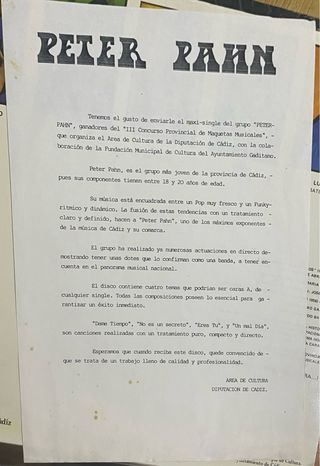 PETER PAHN
Tenemos el gusto de enviarle el maxi-single del grupo "PETER-
PAHN", ganadores del "III Concurso Provincial de Maquetas Musicales", -
que organiza el Area de Cultura de la Diputación de Cádiz, con la cola-
boración de la Fundación Municipal de Cultura del Ayuntamiento Gaditano.
Peter Pahn, es el grupo más joven de la provincia de Cádiz, -
pues sus componentes tienen entre 18 y 20 años de edad.
Su música está encuadrada entre un Pop muy fresco y un Funky-
rítmico y dinámico. La fusión de estas tendencias con un tratamiento -
claro y definido, hacen a "Peter Pahn", uno de los máximos exponentes -
de la música de Cádiz y su comarca.
El grupo ha realizado ya numerosas actuaciones en directo de-
mostrando tener unas dotes que lo confirman como una banda, a tener en-
cuenta en el panorama musical nacional.
El disco contiene cuatro temas que podrían ser caras A, de-
cualquier single. Todas las composiciones poseen lo esencial para ga -
rantizar un éxito inmediato.
"Dame Tiempo", "No es un secreto", "Eres Tu", y "Un mal Día",
son canciones realizadas con un tratamiento puro, compacto y directo.
Esperamos que cuando reciba este disco, quede convencido de -
que se trata de un trabajo lleno de calidad y profesionalidad.
AREA DE CULTURA
DIPUTACION DE CADIZ.
ádiz